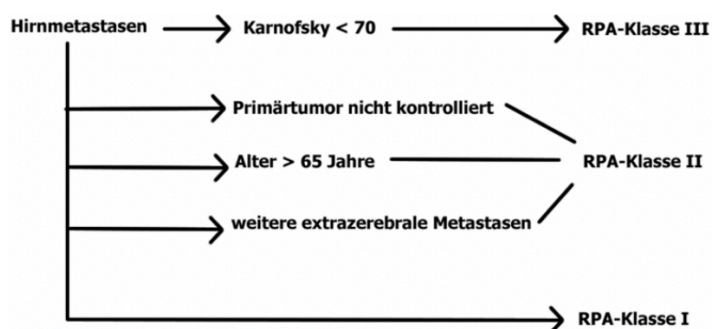 Hirnmetastasen Karnofsky < 70 RPA-Klasse III
Primärtumor nicht kontrolliert
Alter > 65 Jahre RPA-Klasse II
weitere extrazerebrale Metastasen
RPA-Klasse I